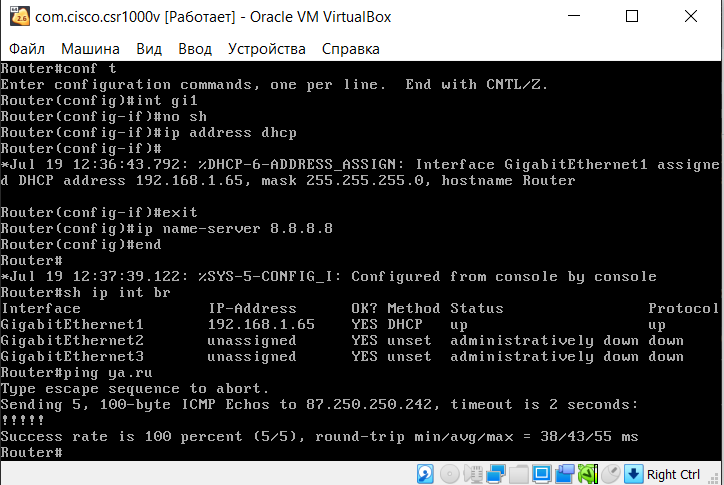 com.cisco.csr1000v [Работает] - Oracle VM VirtualBox
Файл Машина Вид Ввод Устройства Справка
Router#conf t
Enter configuration commands, one per line.  End with CNTL/Z.
Router(config)#int gi1
Router(config-if)#no sh
Router(config-if)#ip address dhcp
Router(config-if)#
*Jul 19 12:36:43.792: %DHCP-6-ADDRESS_ASSIGN: Interface GigabitEthernet1 assigne
d DHCP address 192.168.1.65, mask 255.255.255.0, hostname Router
Router(config-if)#exit
Router(config)#ip name-server 8.8.8.8
Router(config)#end
Router#
*Jul 19 12:37:39.122: %SYS-5-CONFIG_I: Configured from console by console
Router#sh ip int br
Interface IP-Address OK? Method Status Protocol
GigabitEthernet1 192.168.1.65 YES DHCP up up
GigabitEthernet2 unassigned YES unset administratively down down
GigabitEthernet3 unassigned YES unset administratively down down
Router#ping ya.ru
Type escape sequence to abort.
Sending 5, 100-byte ICMP Echos to 87.250.250.242, timeout is 2 seconds:
!!!!!
Success rate is 100 percent (5/5), round-trip min/avg/max = 38/43/55 ms
Router#
Right Ctrl